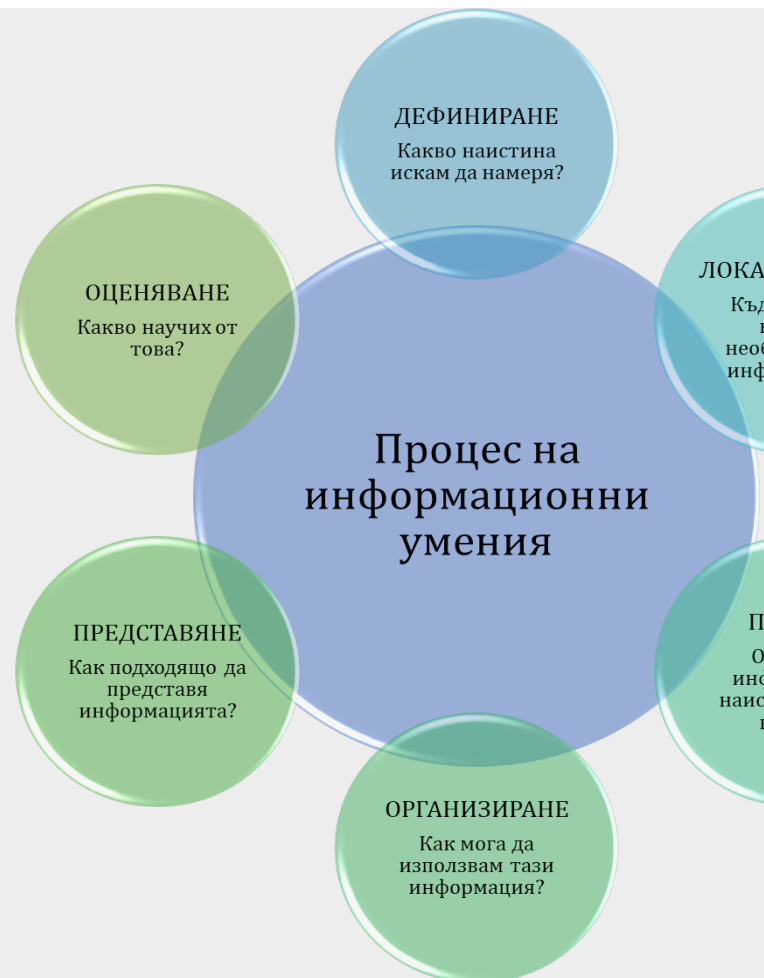 ДЕФИНИРАНЕ
Какво наистина
искам да намеря?
ОЦЕНЯВАНЕ
Какво научих от
това?
Процес на
информационни
умения
ПРЕДСТАВЯНЕ
Как подходящо да
представя
информацията?
ОРГАНИЗИРАНЕ
Как мога да
използвам тази
информация?